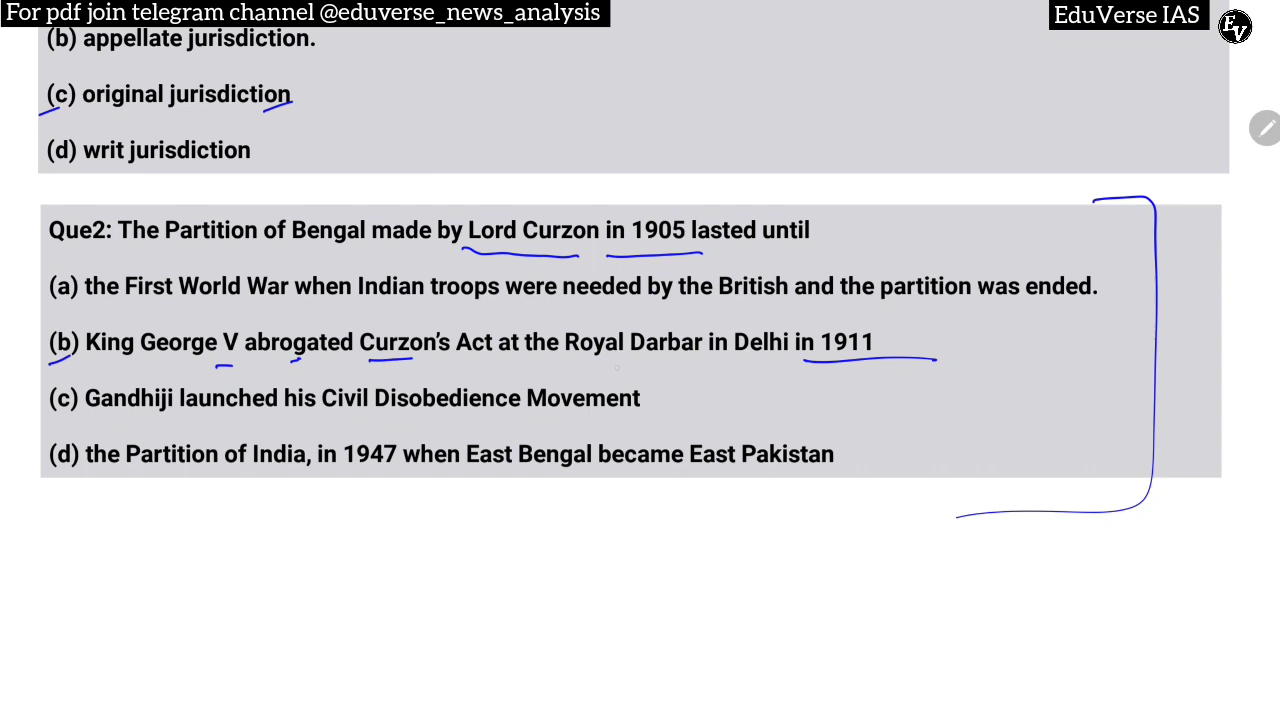 For pdf join telegram channel @eduverse_news_analysis
EduVerse IAS
EV
(b) appellate jurisdiction.
(c) original jurisdiction
(d) writ jurisdiction
Que2: The Partition of Bengal made by Lord Curzon in 1905 lasted until
(a) the First World War when Indian troops were needed by the British and the partition was ended.
(b) King George V abrogated Curzon’s Act at the Royal Darbar in Delhi in 1911
(c) Gandhiji launched his Civil Disobedience Movement
(d) the Partition of India, in 1947 when East Bengal became East Pakistan